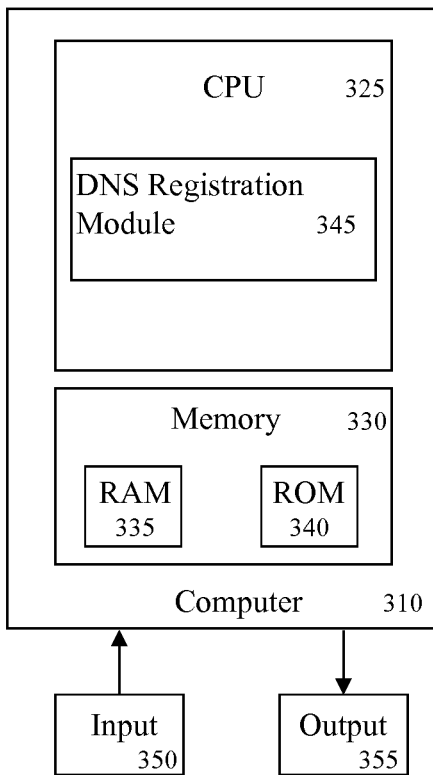 CPU 325
DNS Registration
Module 345
Memory 330
RAM ROM
335 340
Computer 310
Input Output
350 355